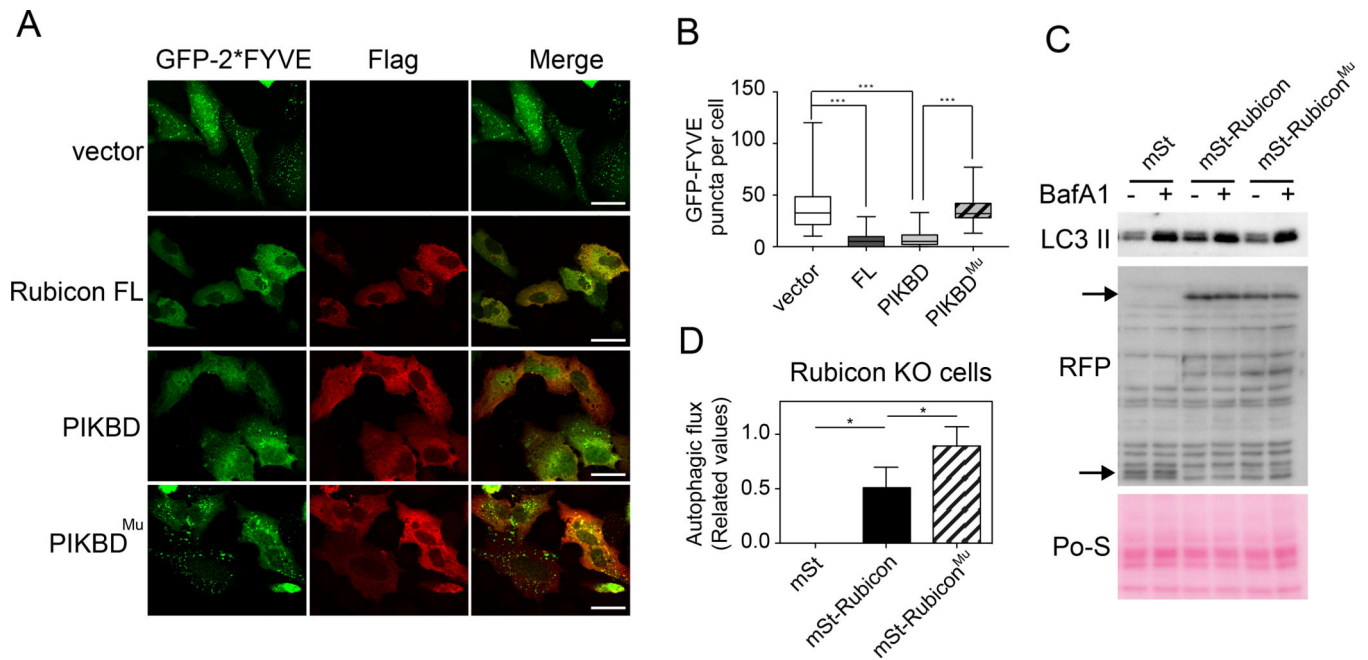 A
GFP-2*FYVE Flag Merge
vector
Rubicon FL
PIKBD
PIKBD^Mu
B
GFP-FYVE
puncta per cell
150
100
50
0
***
***
***
vector
FL
PIKBD
PIKBD^Mu
C
mSt
mSt-Rubicon
mSt-Rubicon^Mu
BafA1 - + - + - +
LC3 II
RFP
Po-S
D
Rubicon KO cells
Autophagic flux
(Related values)
1.0
0.5
0.0
*
*
mSt
mSt-Rubicon
mSt-Rubicon^Mu